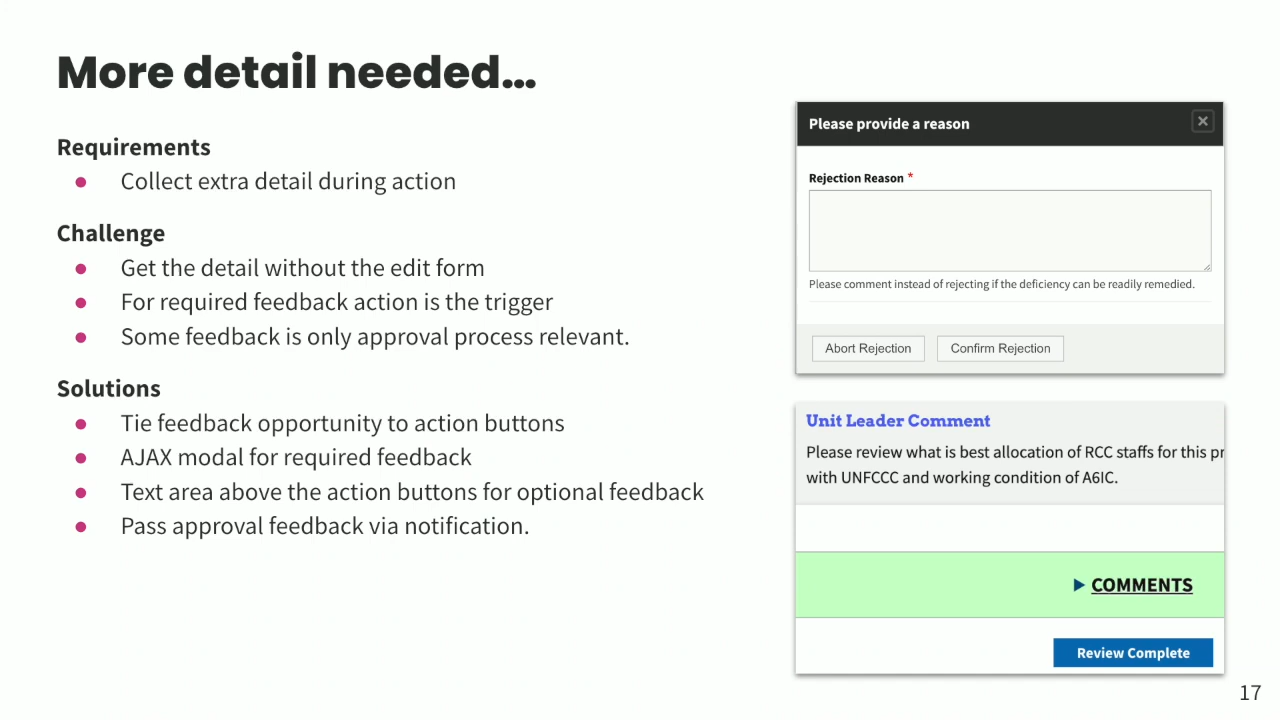 More detail needed...
Requirements
● Collect extra detail during action
Challenge
● Get the detail without the edit form
● For required feedback action is the trigger
● Some feedback is only approval process relevant.
Solutions
● Tie feedback opportunity to action buttons
● AJAX modal for required feedback
● Text area above the action buttons for optional feedback
● Pass approval feedback via notification.
Please provide a reason
Rejection Reason *
Please comment instead of rejecting if the deficiency can be readily remedied.
Abort Rejection
Confirm Rejection
Unit Leader Comment
Please review what is best allocation of RCC staffs for this pr
with UNFCCC and working condition of A6IC.
▶ COMMENTS
Review Complete
17